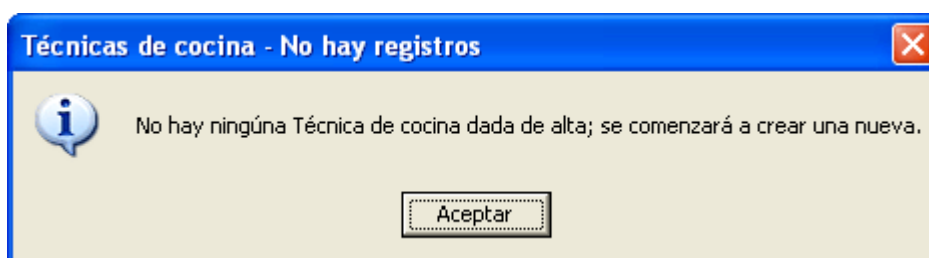 Técnicas de cocina - No hay registros
No hay ningúna Técnica de cocina dada de alta; se comenzará a crear una nueva.
Aceptar